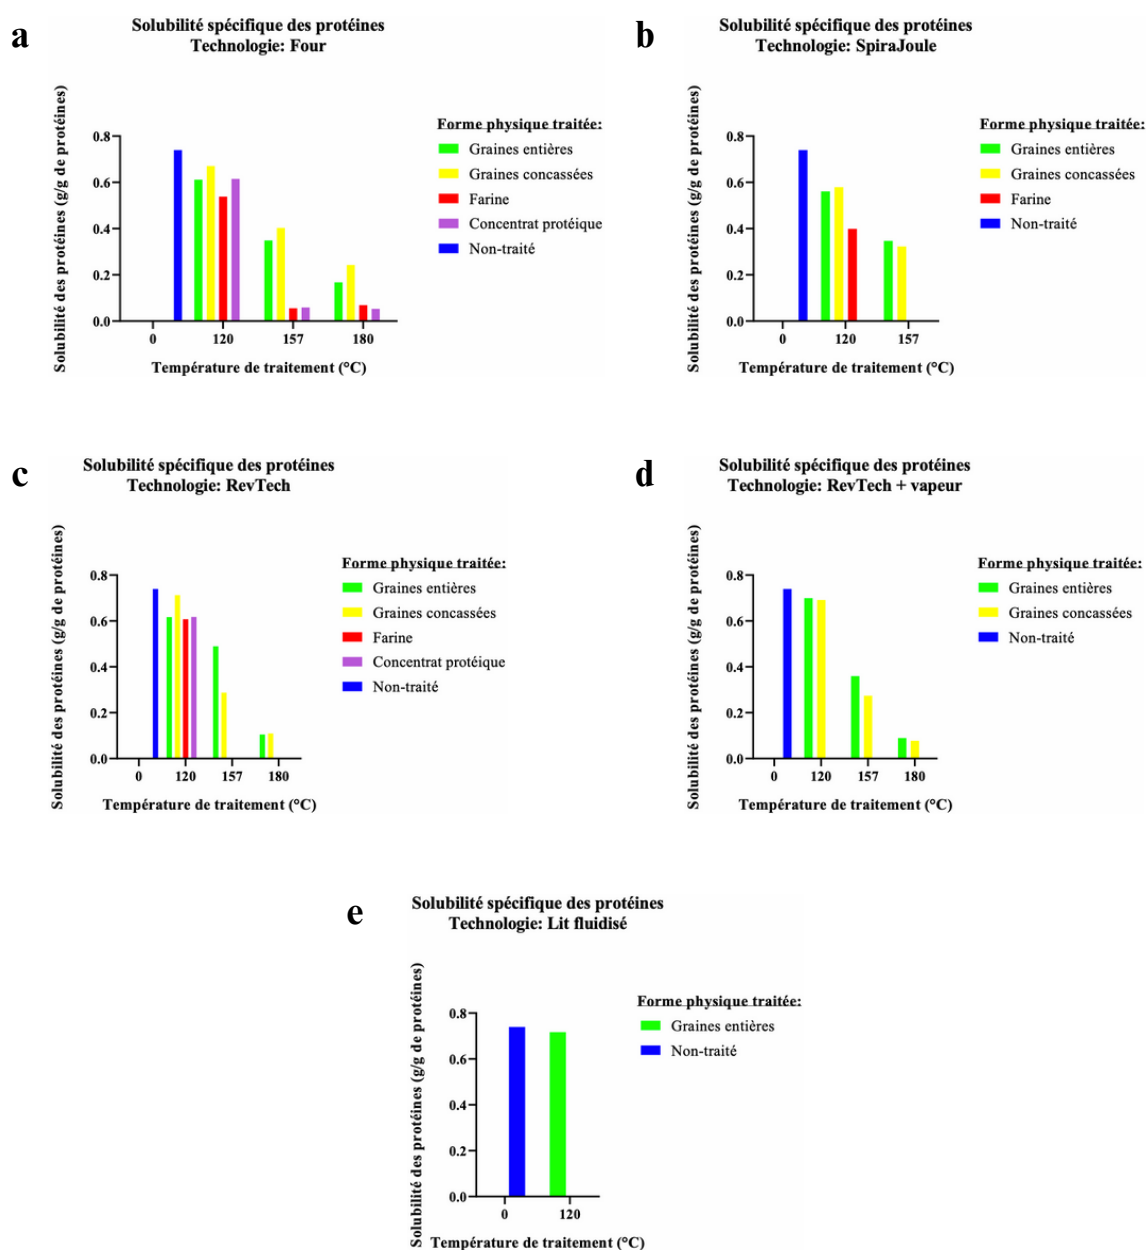 a
Solubilité spécifique des protéines
Technologie: Four
Solubilité des protéines (g/g de protéines)
0.8
0.6
0.4
0.2
0.0
0 120 157 180
Température de traitement (°C)
Forme physique traitée:
Graines entières
Graines concassées
Farine
Concentrat protéique
Non-traité
b
Solubilité spécifique des protéines
Technologie: SpiraJoule
Solubilité des protéines (g/g de protéines)
0.8
0.6
0.4
0.2
0.0
0 120 157
Température de traitement (°C)
Forme physique traitée:
Graines entières
Graines concassées
Farine
Non-traité
c
Solubilité spécifique des protéines
Technologie: RevTech
Solubilité des protéines (g/g de protéines)
0.8
0.6
0.4
0.2
0.0
0 120 157 180
Température de traitement (°C)
Forme physique traitée:
Graines entières
Graines concassées
Farine
Concentrat protéique
Non-traité
d
Solubilité spécifique des protéines
Technologie: RevTech + vapeur
Solubilité des protéines (g/g de protéines)
0.8
0.6
0.4
0.2
0.0
0 120 157 180
Température de traitement (°C)
Forme physique traitée:
Graines entières
Graines concassées
Non-traité
e
Solubilité spécifique des protéines
Technologie: Lit fluidisé
Solubilité des protéines (g/g de protéines)
0.8
0.6
0.4
0.2
0.0
0 120
Température de traitement (°C)
Forme physique traitée:
Graines entières
Non-traité